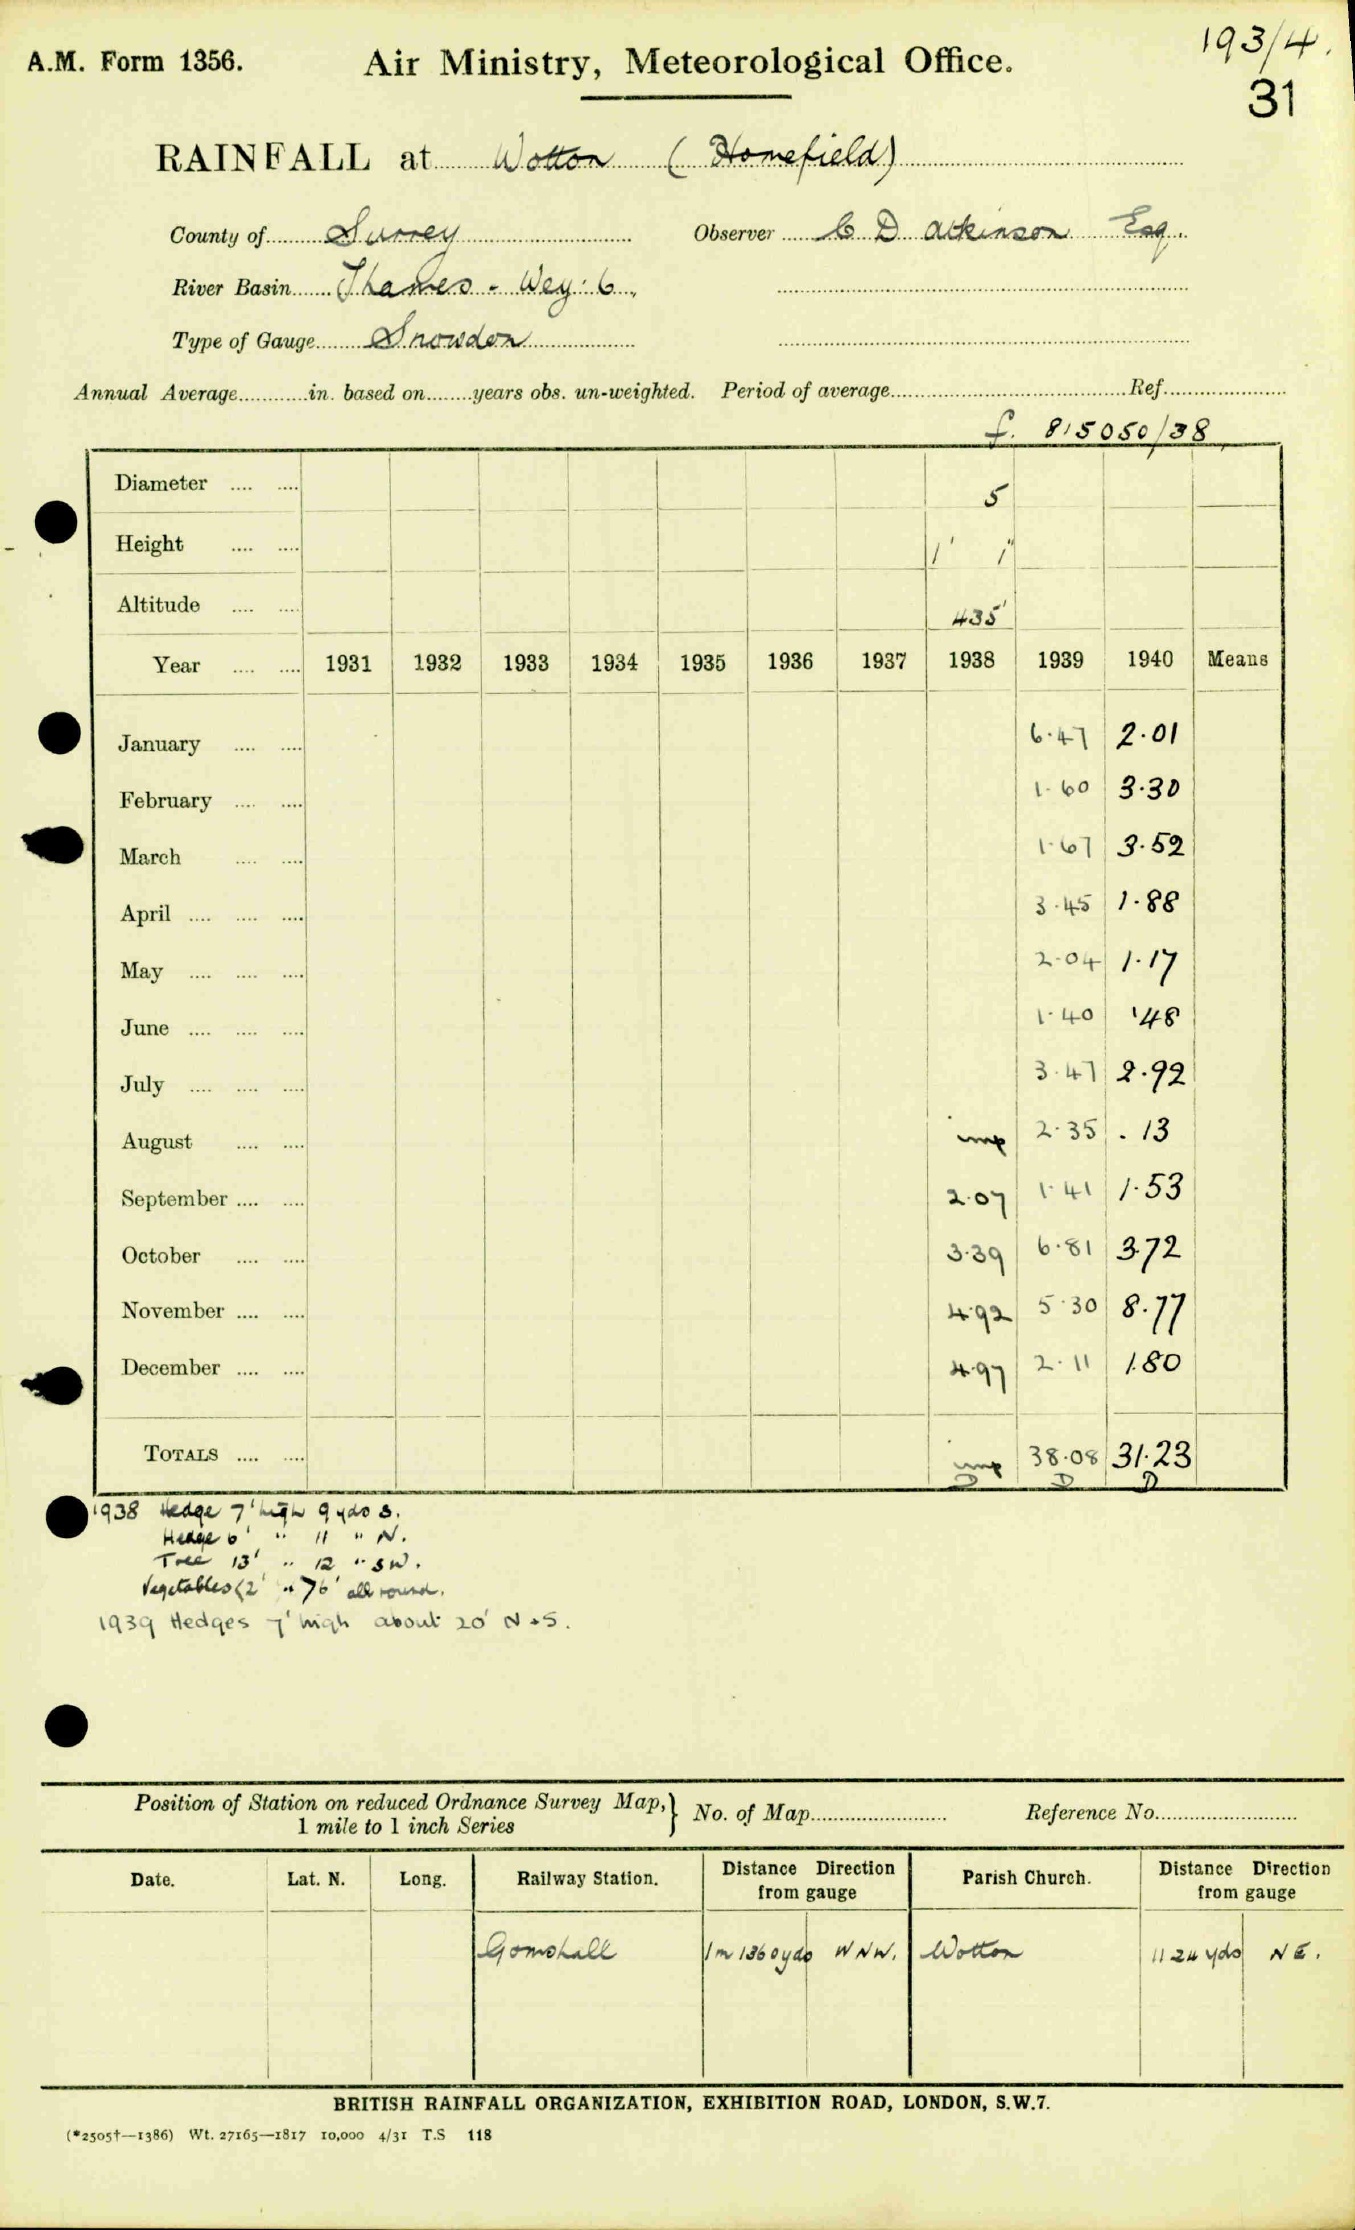 193/4.
A.M. Form 1356. Air Ministry, Meteorological Office.
31
RAINFALL at Wotton (Homefield)
County of Surrey Observer C D Atkinson Esq.
River Basin Thames - Wey: 6
Type of Gauge Snowdon
Annual Average............in. based on........years obs. un-weighted. Period of average........................................Ref.....................
f. 815050/38
Diameter .... .... 5
Height .... .... 1' 1"
Altitude .... .... 435'
Year .... .... 1931 1932 1933 1934 1935 1936 1937 1938 1939 1940 Means
January .... .... 6.47 2.01
February .... .... 1.60 3.30
March .... .... 1.67 3.52
April .... .... .... 3.45 1.88
May .... .... .... 2.04 1.17
June .... .... .... 1.40 .48
July .... .... .... 3.47 2.92
August .... .... imp 2.35 .13
September .... .... 2.07 1.41 1.53
October .... .... 3.39 6.81 3.72
November .... .... 4.92 5.30 8.77
December .... .... 4.97 2.11 1.80
TOTALS .... .... imp 38.08 31.23
D D D
1938 Hedge 7' high 9 yds S.
Hedge 6' " 11 " N.
Tree 13' " 12 " SW.
Vegetables <2' " >6' all round.
1939 Hedges 7' high about 20' N + S.
Position of Station on reduced Ordnance Survey Map,} No. of Map........................ Reference No.........................
1 mile to 1 inch Series
Date. Lat. N. Long. Railway Station. Distance Direction from gauge Parish Church. Distance Direction from gauge
Gomshall 1m 1360yds WNW. Wotton 1124 yds NE.
BRITISH RAINFALL ORGANIZATION, EXHIBITION ROAD, LONDON, S.W.7.
(*2505†—1386) Wt. 27165—1817 10,000 4/31 T.S 118